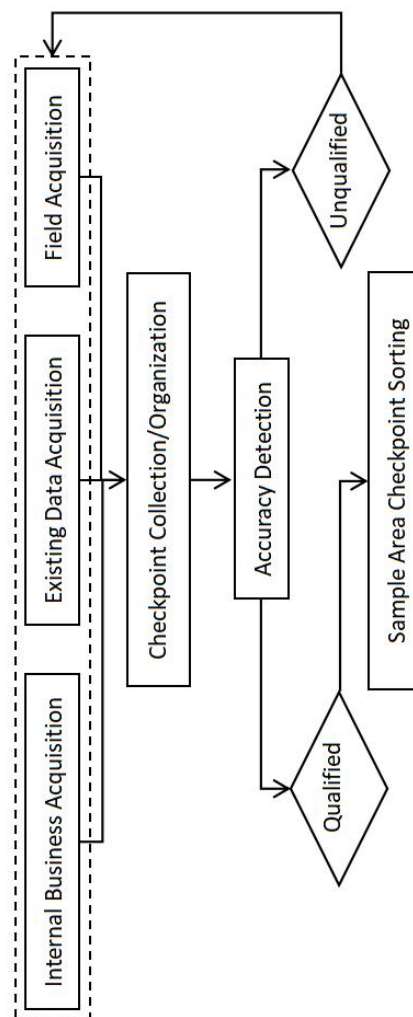 Internal Business Acquisition
Existing Data Acquisition
Field Acquisition
Checkpoint Collection/Organization
Accuracy Detection
Qualified
Unqualified
Sample Area Checkpoint Sorting